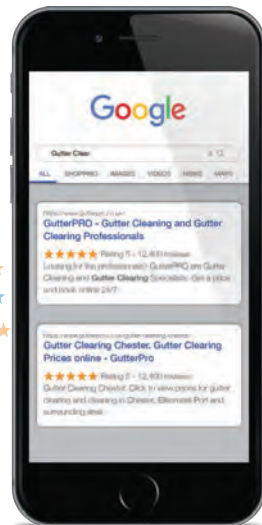 Google
Gutter Clear
ALL SHOPPING IMAGES VIDEOS NEWS MAPS
GutterPRO - Gutter Cleaning and Gutter
Clearing Professionals
Rating 5 - 12,400 reviews
Looking for the professionals? GutterPRO are Gutter
Cleaning and Gutter Clearing Specialists. Get a price
and book online 24/7
Gutter Clearing Chester. Gutter Clearing
Prices online - GutterPro
Rating 5 - 12,400 reviews
Gutter Clearing Chester. Click to view prices for gutter
clearing and cleaning in Chester, Ellesmere Port and
surrounding area.